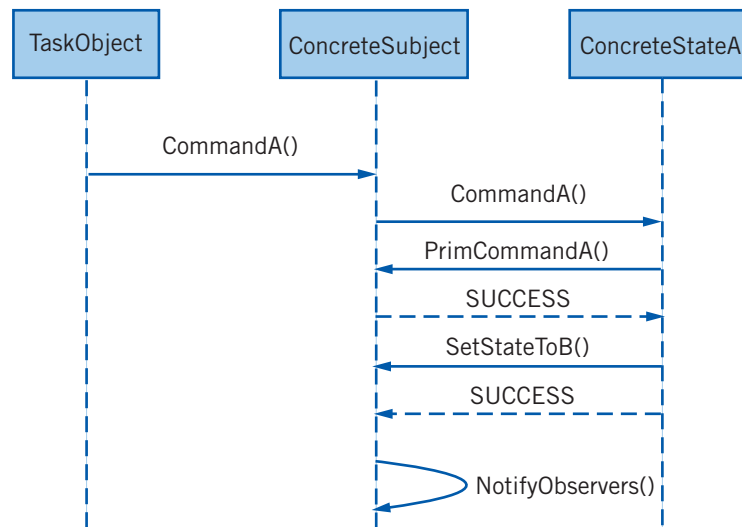 TaskObject
ConcreteSubject
ConcreteStateA
CommandA()
CommandA()
PrimCommandA()
SUCCESS
SetStateToB()
SUCCESS
NotifyObservers()